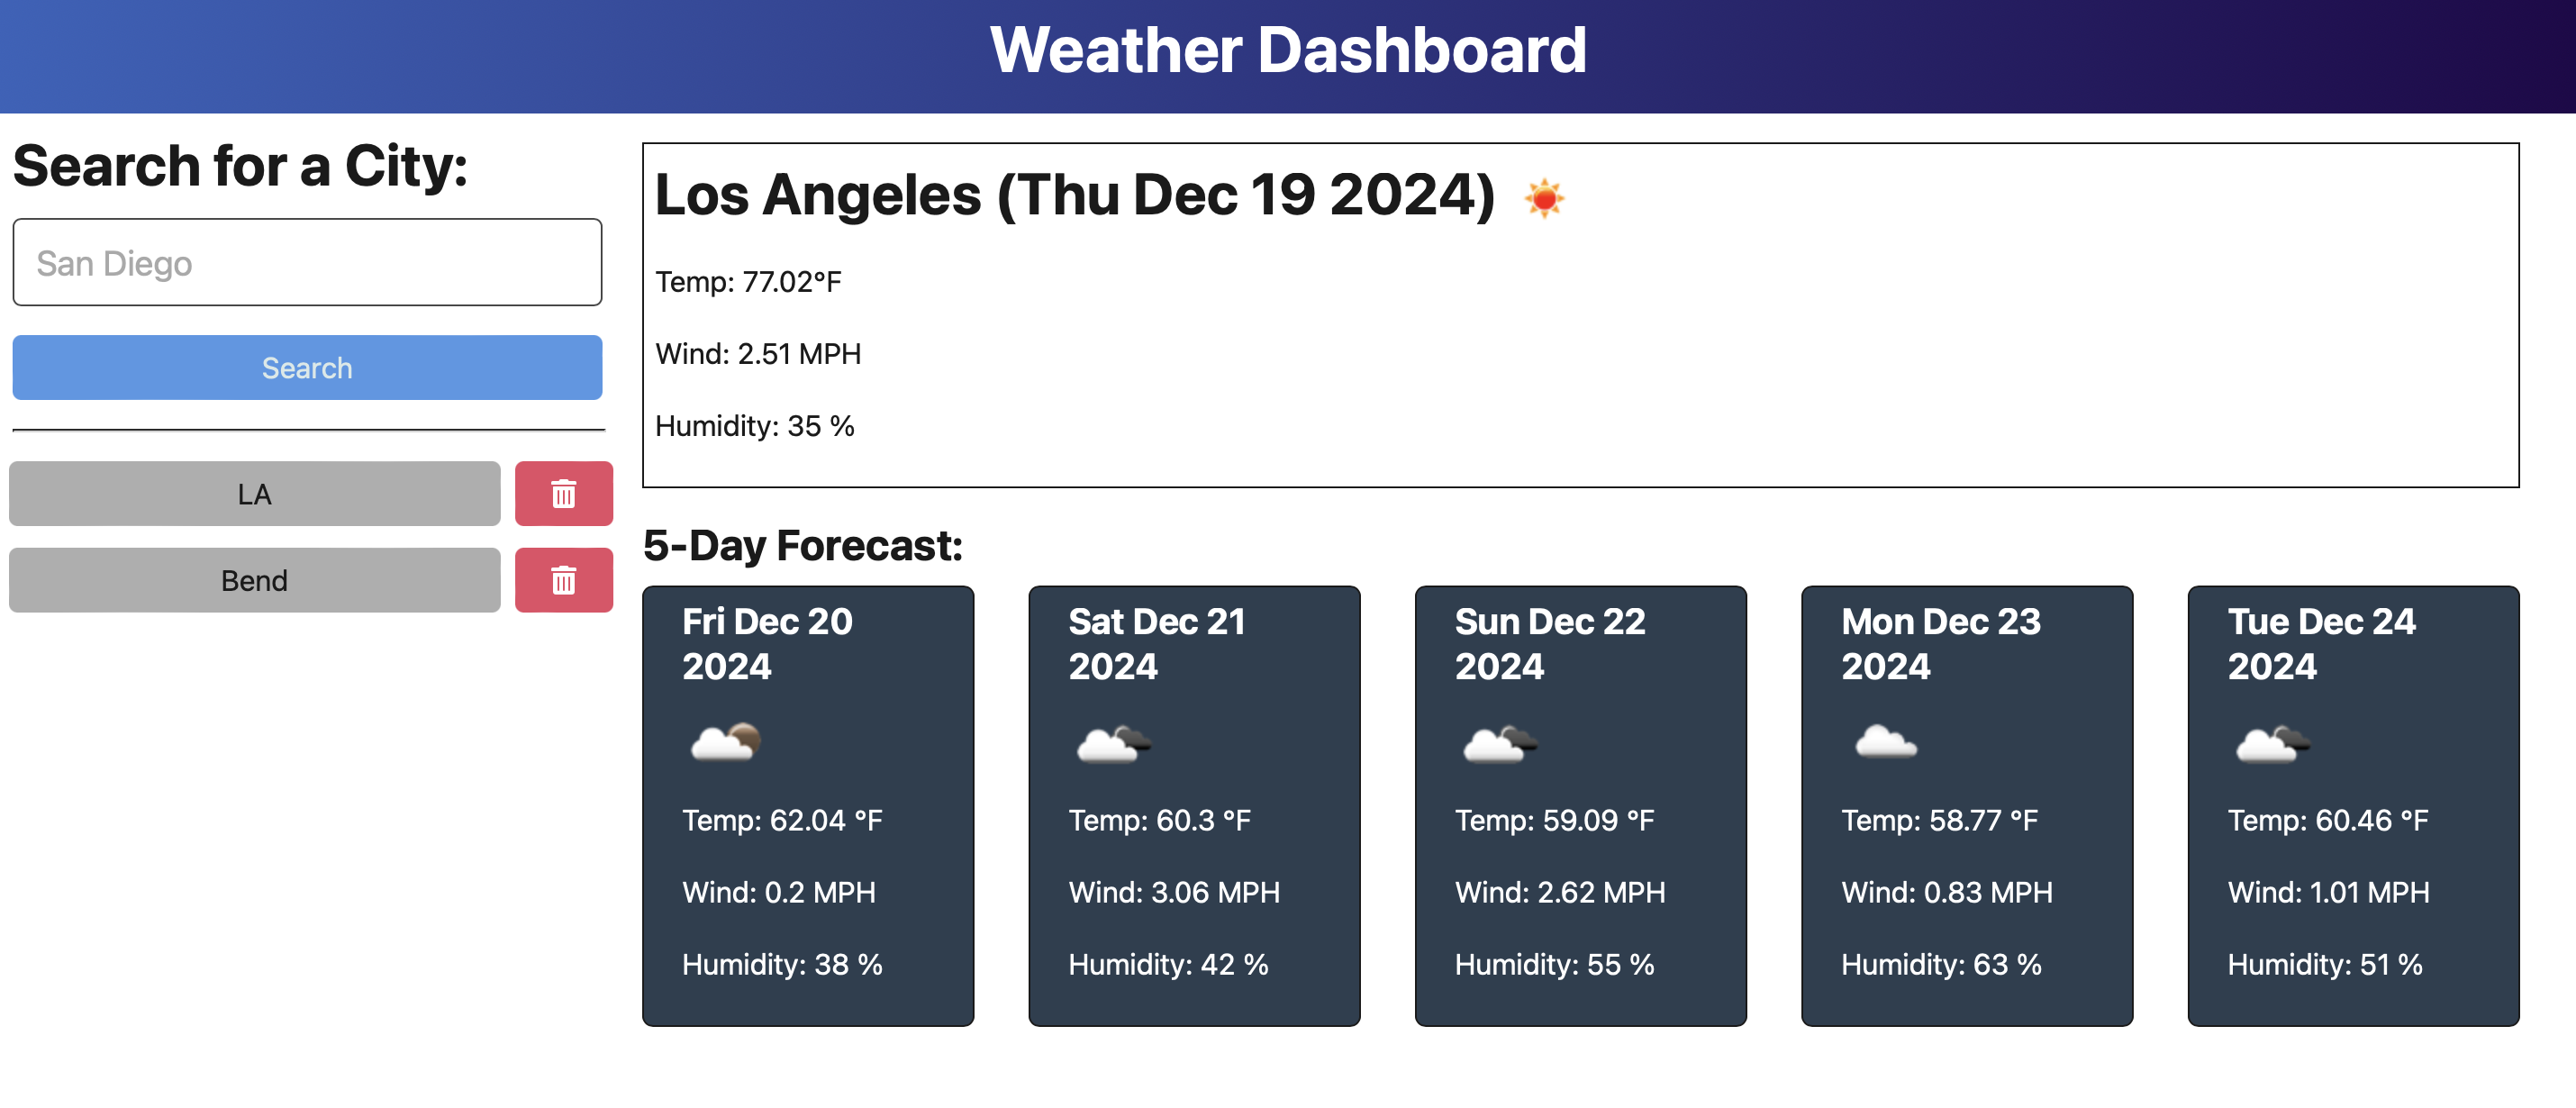 Weather Dashboard
Search for a City:
San Diego
Search
LA
Bend
Los Angeles (Thu Dec 19 2024)
Temp: 77.02°F
Wind: 2.51 MPH
Humidity: 35 %
5-Day Forecast:
Fri Dec 20
2024
Temp: 62.04 °F
Wind: 0.2 MPH
Humidity: 38 %
Sat Dec 21
2024
Temp: 60.3 °F
Wind: 3.06 MPH
Humidity: 42 %
Sun Dec 22
2024
Temp: 59.09 °F
Wind: 2.62 MPH
Humidity: 55 %
Mon Dec 23
2024
Temp: 58.77 °F
Wind: 0.83 MPH
Humidity: 63 %
Tue Dec 24
2024
Temp: 60.46 °F
Wind: 1.01 MPH
Humidity: 51 %